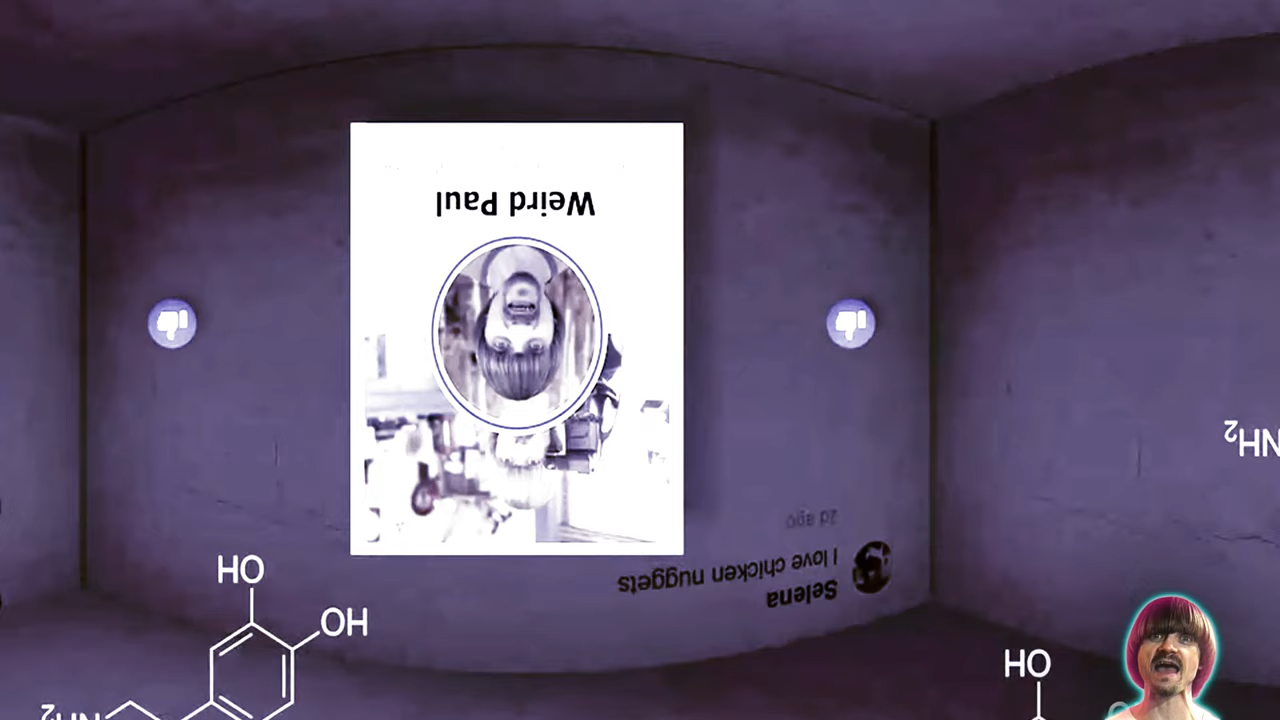 Weird Paul
2d ago
I love chicken nuggets
Selena
HO
OH
NH₂
HO
NH₂